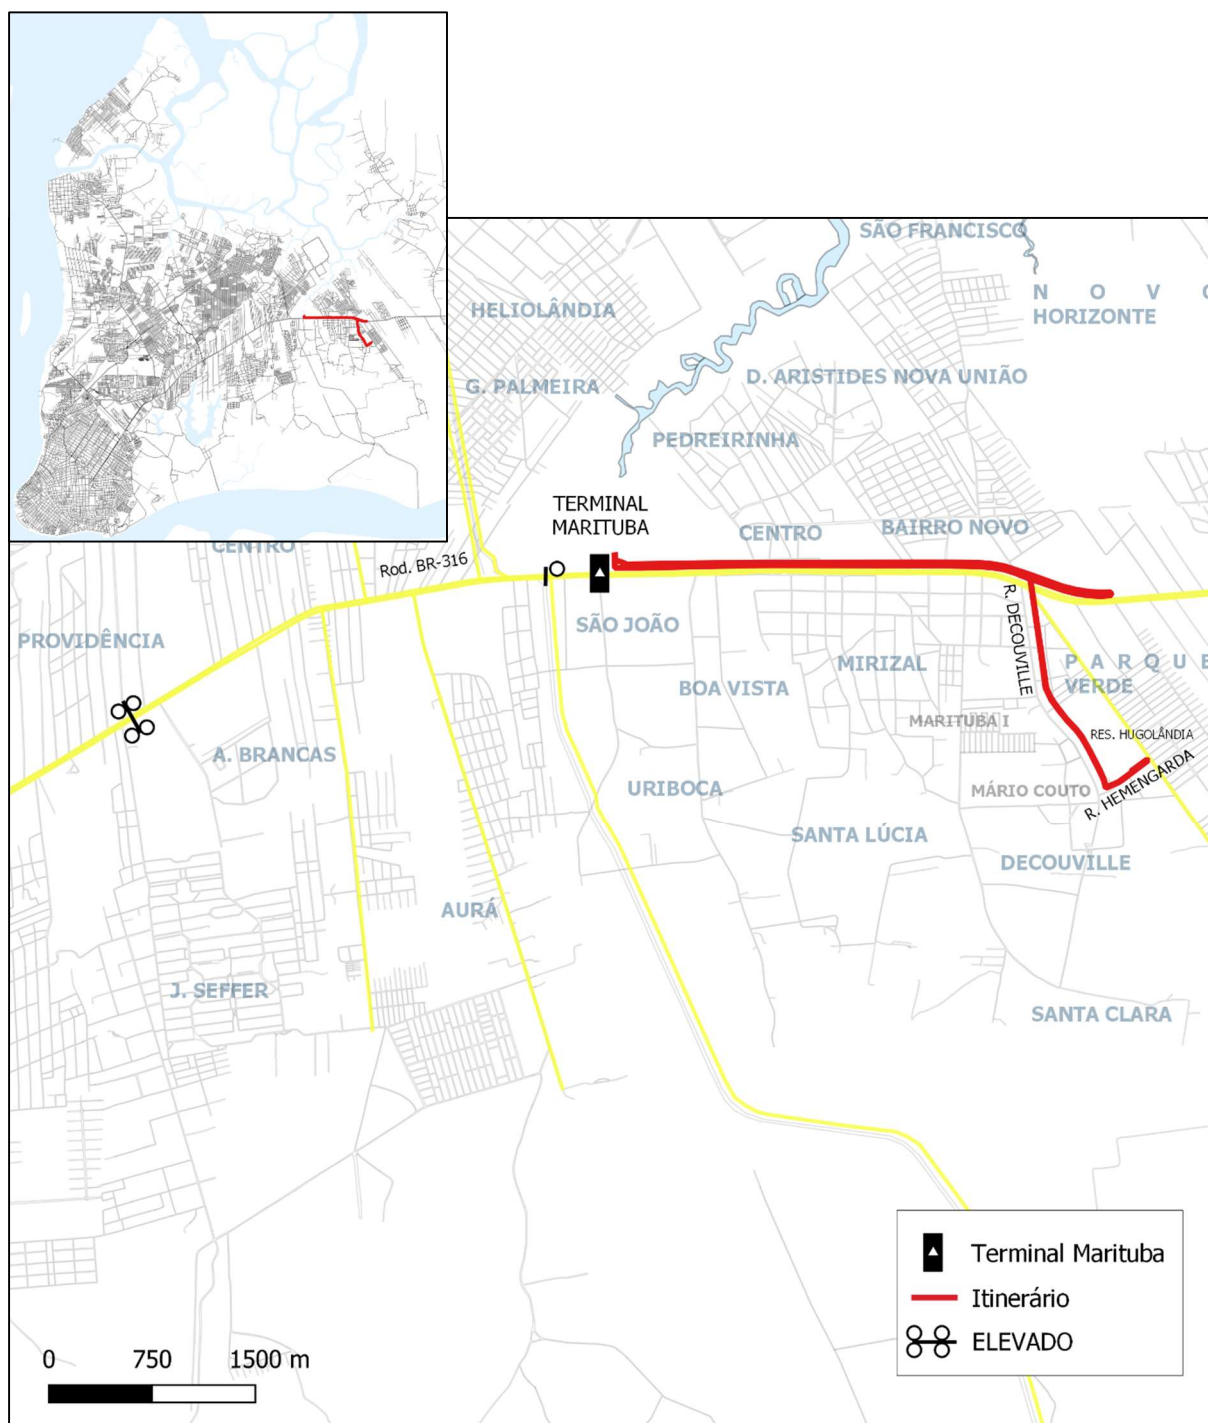 SÃO FRANCISCO
N O V O
HORIZONTE
HELIOLÂNDIA
G. PALMEIRA
D. ARISTIDES NOVA UNIÃO
PEDREIRINHA
TERMINAL
MARITUBA
CENTRO
BAIRRO NOVO
CENTRO
Rod. BR-316
R. DECOUVILLE
PROVIDÊNCIA
SÃO JOÃO
MIRIZAL
P A R Q U E
VERDE
BOA VISTA
MARITUBA I
RES. HUGOLÂNDIA
A. BRANCAS
URIBOCA
MÁRIO COUTO
R. HEMENGARDA
SANTA LÚCIA
DECOUVILLE
AURÁ
J. SEFFER
SANTA CLARA
Terminal Marituba
Itinerário
ELEVADO
0 750 1500 m